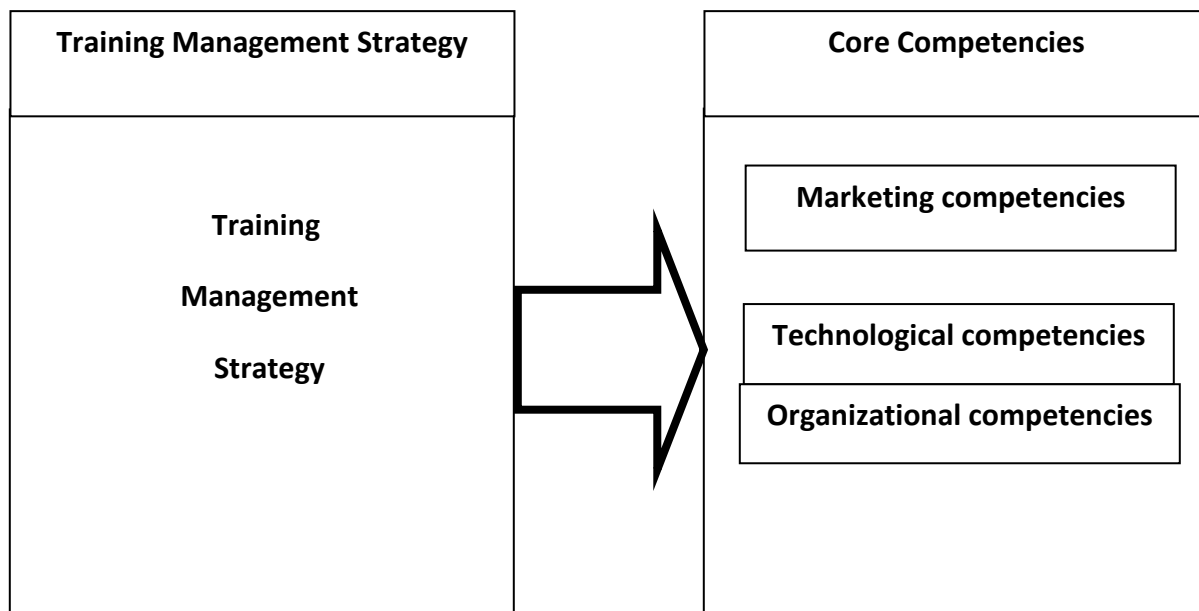 Training Management Strategy
Core Competencies
Training
Management
Strategy
Marketing competencies
Technological competencies
Organizational competencies